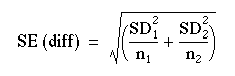 SE (diff) = √(SD₁²/n₁ + SD₂²/n₂)